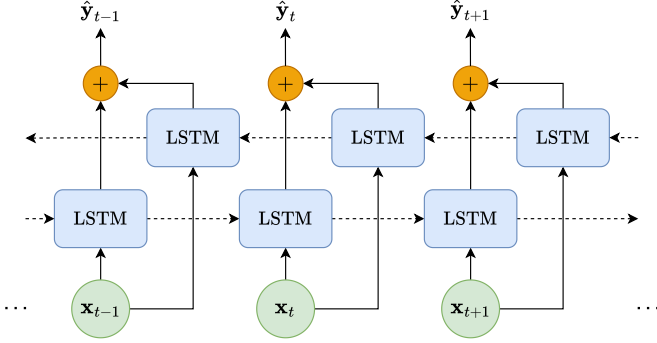 ŷ_{t−1} ŷ_t ŷ_{t+1}
+ + +
LSTM LSTM LSTM
LSTM LSTM LSTM
... x_{t−1} x_t x_{t+1} ...